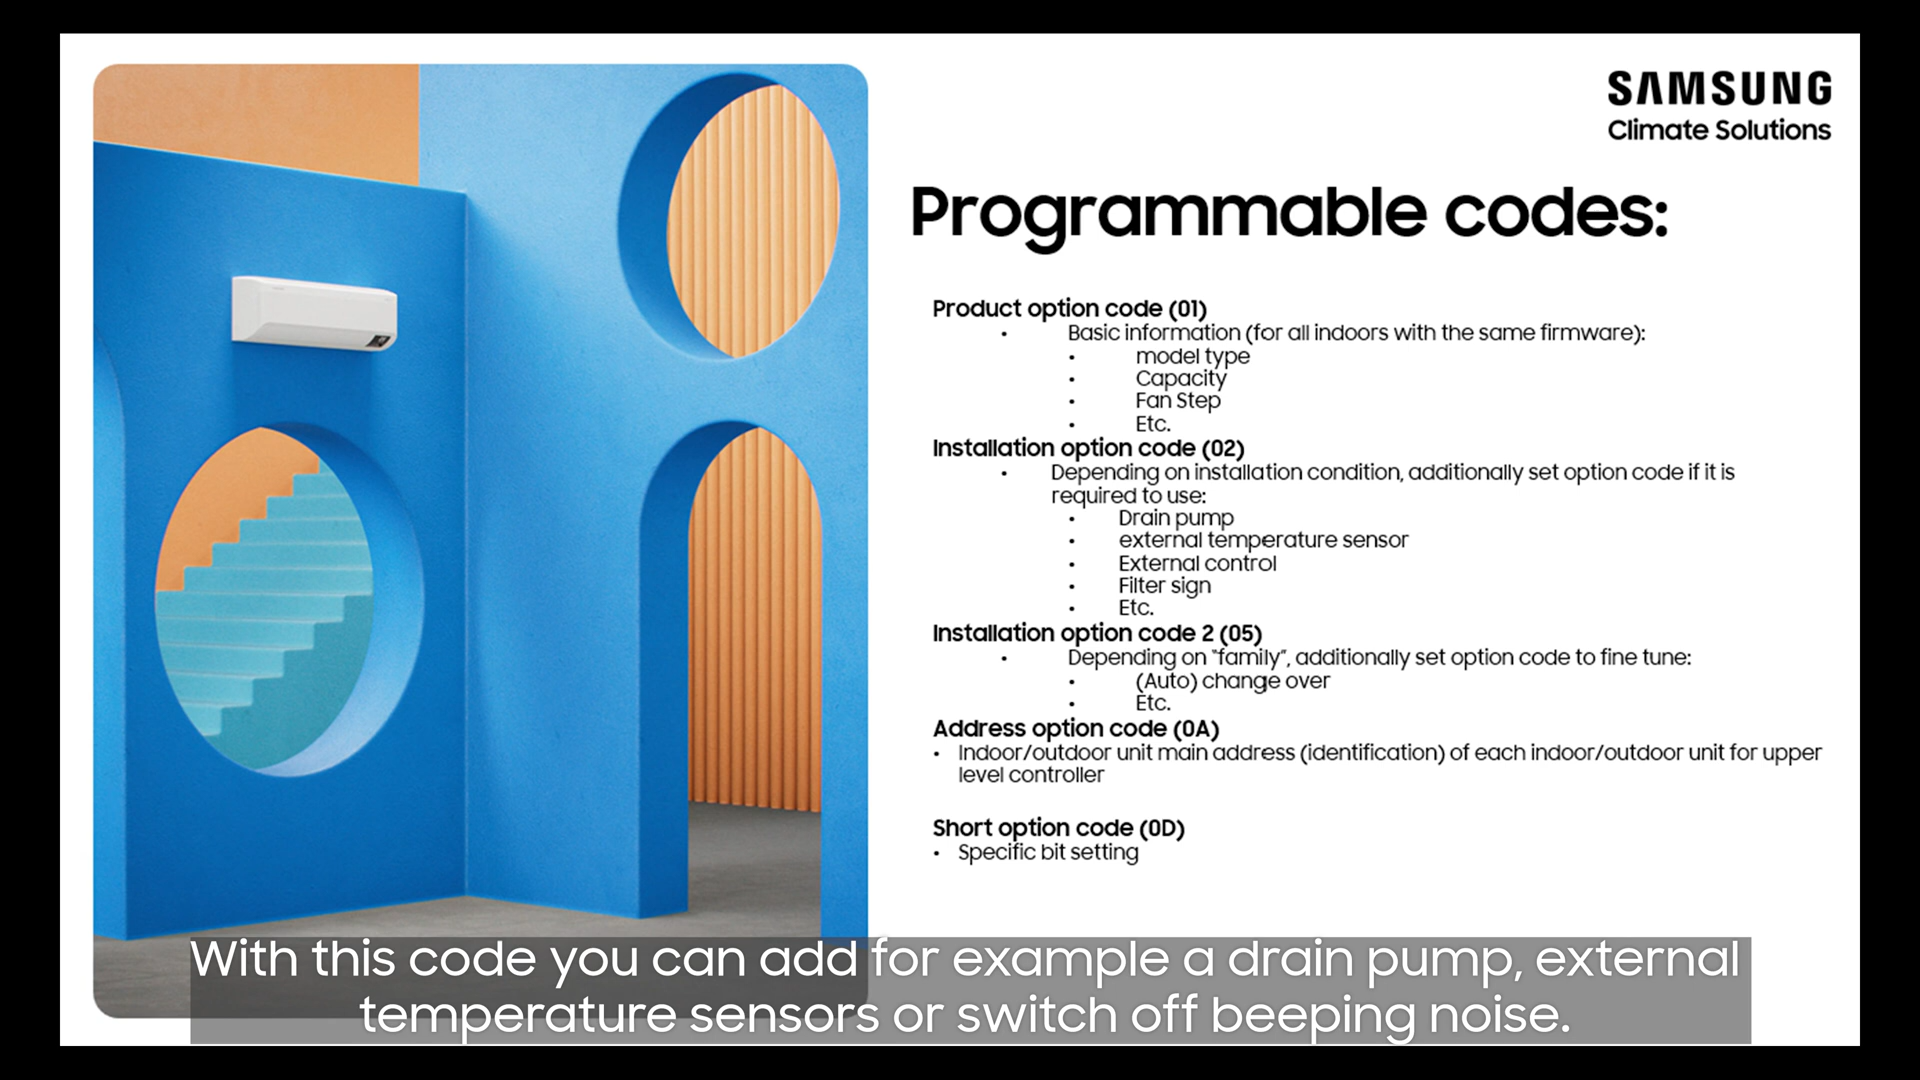 SAMSUNG
Climate Solutions
Programmable codes:
Product option code (01)
• Basic information (for all indoors with the same firmware):
• model type
• Capacity
• Fan Step
• Etc.
Installation option code (02)
• Depending on installation condition, additionally set option code if it is
required to use:
• Drain pump
• external temperature sensor
• External control
• Filter sign
• Etc.
Installation option code 2 (05)
• Depending on “family”, additionally set option code to fine tune:
• (Auto) change over
• Etc.
Address option code (0A)
• Indoor/outdoor unit main address (identification) of each indoor/outdoor unit for upper
level controller
Short option code (0D)
• Specific bit setting
With this code you can add for example a drain pump, external
temperature sensors or switch off beeping noise.